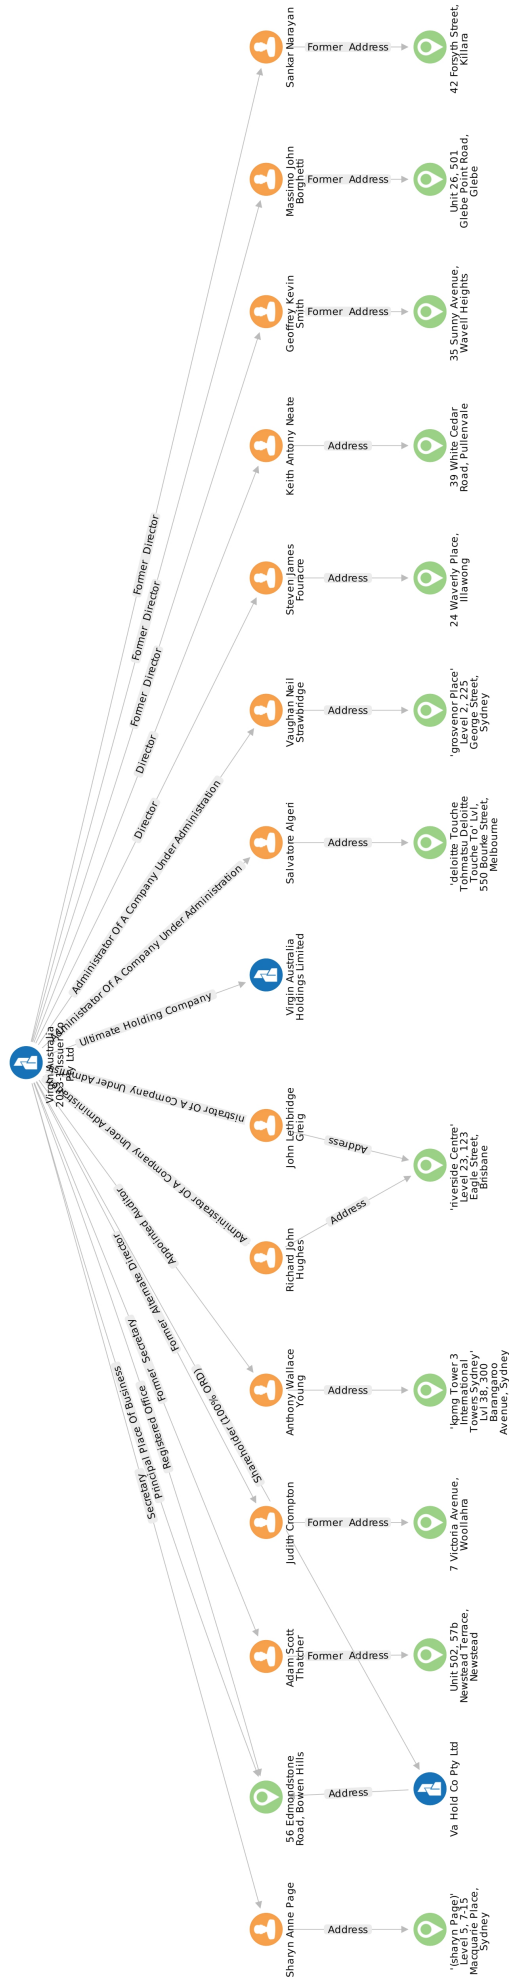 Sankar Narayan
Former Address
42 Forsyth Street,
Killara
Massimo John
Borghetti
Former Address
Unit 26, 501
Glebe Point Road,
Glebe
Geoffrey Kevin
Smith
Former Address
35 Sunny Avenue,
Wavell Heights
Keith Antony Neate
Address
39 White Cedar
Road, Pullenvale
Steven James
Fouracre
Address
24 Waverly Place,
Illawong
Vaughan Neil
Strawbridge
Address
'grosvenor Place'
Level 2, 225
George Street,
Sydney
Salvatore Algeri
Address
'deloitte Touche
Tohmatsu Deloitte
Touche To' Lvl,
550 Bourke Street,
Melbourne
Virgin Australia
Holdings Limited
Former Director
Former Director
Former Director
Director
Director
Administrator Of A Company Under Administration
Administrator Of A Company Under Administration
Ultimate Holding Company
Virgin Australia
Pty Ltd
nistrator Of A Company Under Adminis
Administrator Of A Company Under Administra
Appointed Auditor
Former Alternate Director
Shareholder (100% ORD)
Former Secretary
Registered Office
Principal Place Of Business
Secretary
John Lethbridge
Greig
Address
'riverside Centre'
Level 23, 123
Eagle Street,
Brisbane
Richard John
Hughes
Address
Anthony Wallace
Young
Address
'kpmg Tower 3
International
Towers Sydney'
Lvl 38, 300
Barangaroo
Avenue, Sydney
Judith Crompton
Former Address
7 Victoria Avenue,
Woollahra
Adam Scott
Thatcher
Former Address
Unit 502, 57b
Newstead Terrace,
Newstead
56 Edmondstone
Road, Bowen Hills
Address
Va Hold Co Pty Ltd
Sharyn Anne Page
Address
'(sharyn Page)'
Level 5, 7-15
Macquarie Place,
Sydney